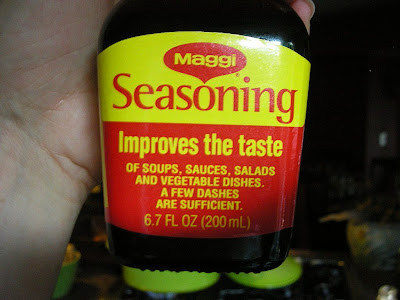 Maggi
Seasoning
Improves the taste
OF SOUPS, SAUCES, SALADS
AND VEGETABLE DISHES.
A FEW DASHES
ARE SUFFICIENT.
6.7 FL OZ (200 mL)